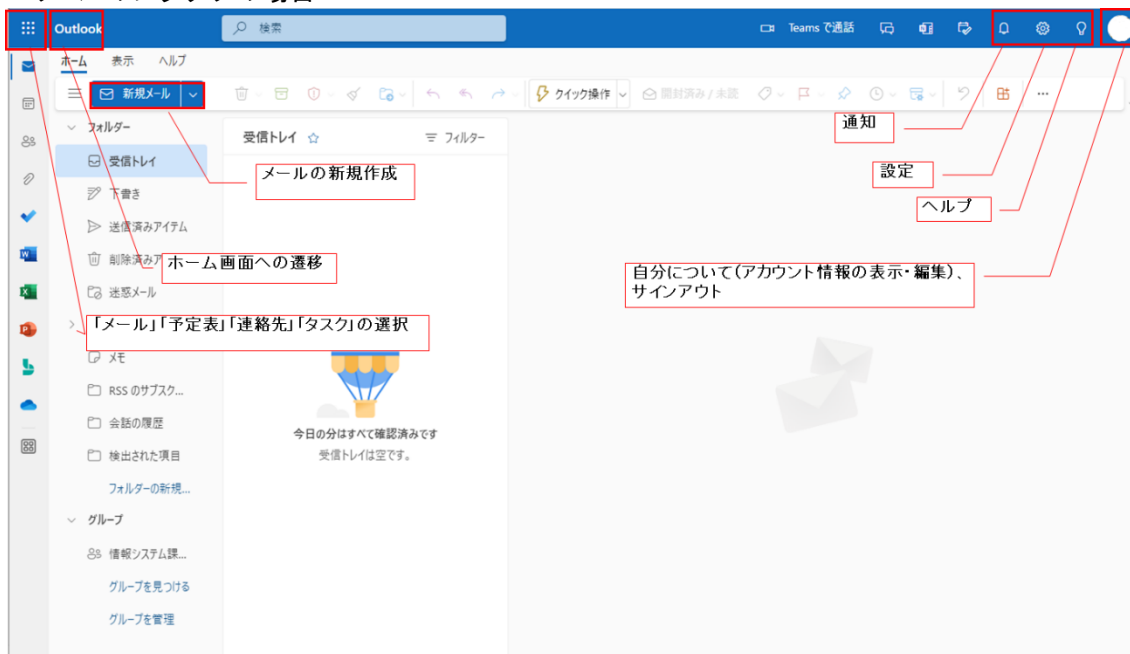 Outlook
検索
Teams で通話
ホーム 表示 ヘルプ
新規メール
クイック操作
開封済み / 未読
通知
フォルダー
受信トレイ
フィルター
設定
受信トレイ
メールの新規作成
下書き
ヘルプ
送信済みアイテム
削除済みア
ホーム画面への遷移
自分について(アカウント情報の表示・編集)、
サインアウト
迷惑メール
「メール」「予定表」「連絡先」「タスク」の選択
メモ
RSS のサブスク...
会話の履歴
今日の分はすべて確認済みです
受信トレイは空です。
検出された項目
フォルダーの新規...
グループ
情報システム課...
グループを見つける
グループを管理